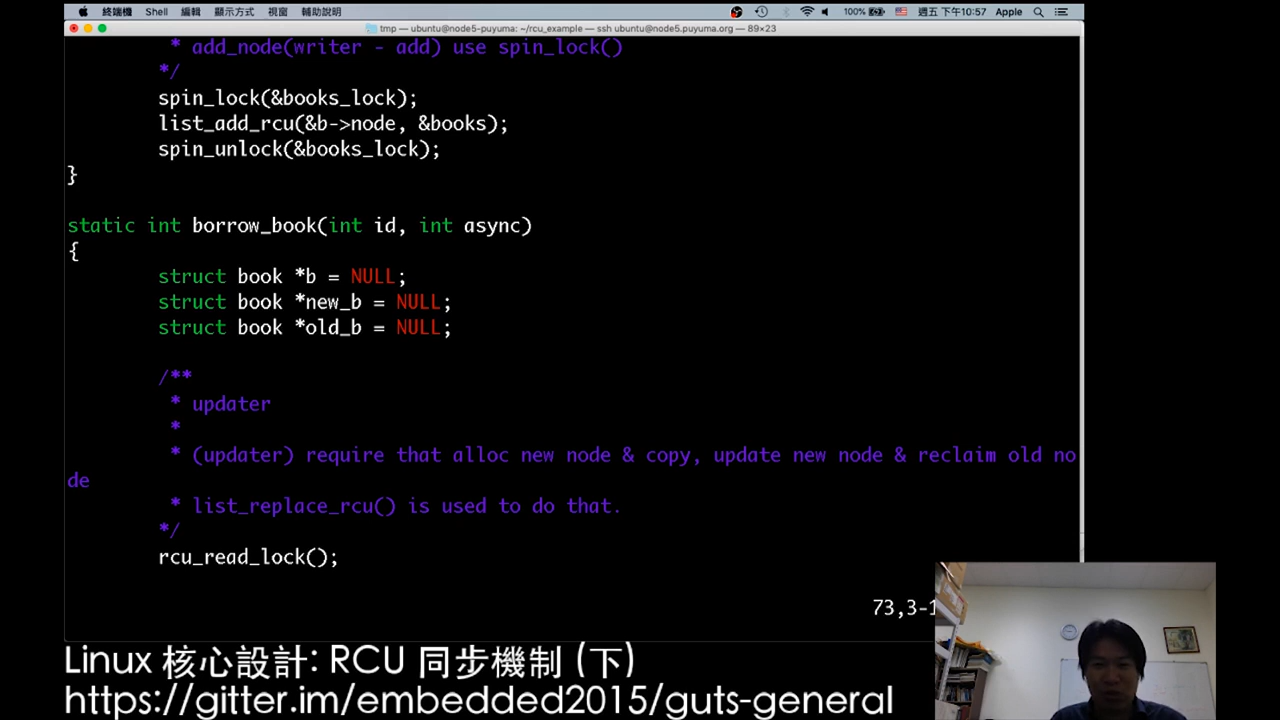 終端機 Shell 編輯 顯示方式 視窗 輔助說明 100% 週五 下午10:57 Apple
tmp — ubuntu@node5-puyuma: ~/rcu_example — ssh ubuntu@node5.puyuma.org — 89×23
* add_node(writer - add) use spin_lock()
*/
spin_lock(&books_lock);
list_add_rcu(&b->node, &books);
spin_unlock(&books_lock);
}
static int borrow_book(int id, int async)
{
struct book *b = NULL;
struct book *new_b = NULL;
struct book *old_b = NULL;
/**
* updater
*
* (updater) require that alloc new node & copy, update new node & reclaim old no
de
* list_replace_rcu() is used to do that.
*/
rcu_read_lock();
73,3-1
Linux 核心設計: RCU 同步機制 (下)
https://gitter.im/embedded2015/guts-general